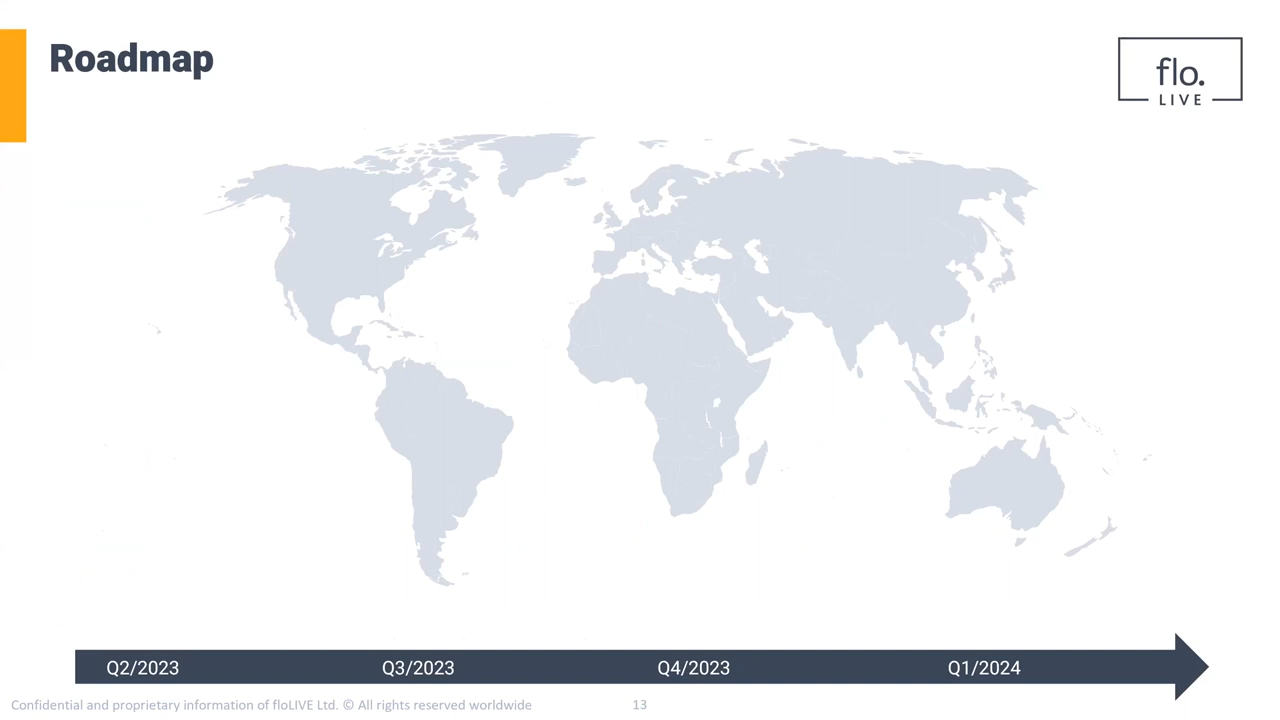 Roadmap
flo.
LIVE
Q2/2023 Q3/2023 Q4/2023 Q1/2024
Confidential and proprietary information of floLIVE Ltd. © All rights reserved worldwide 13